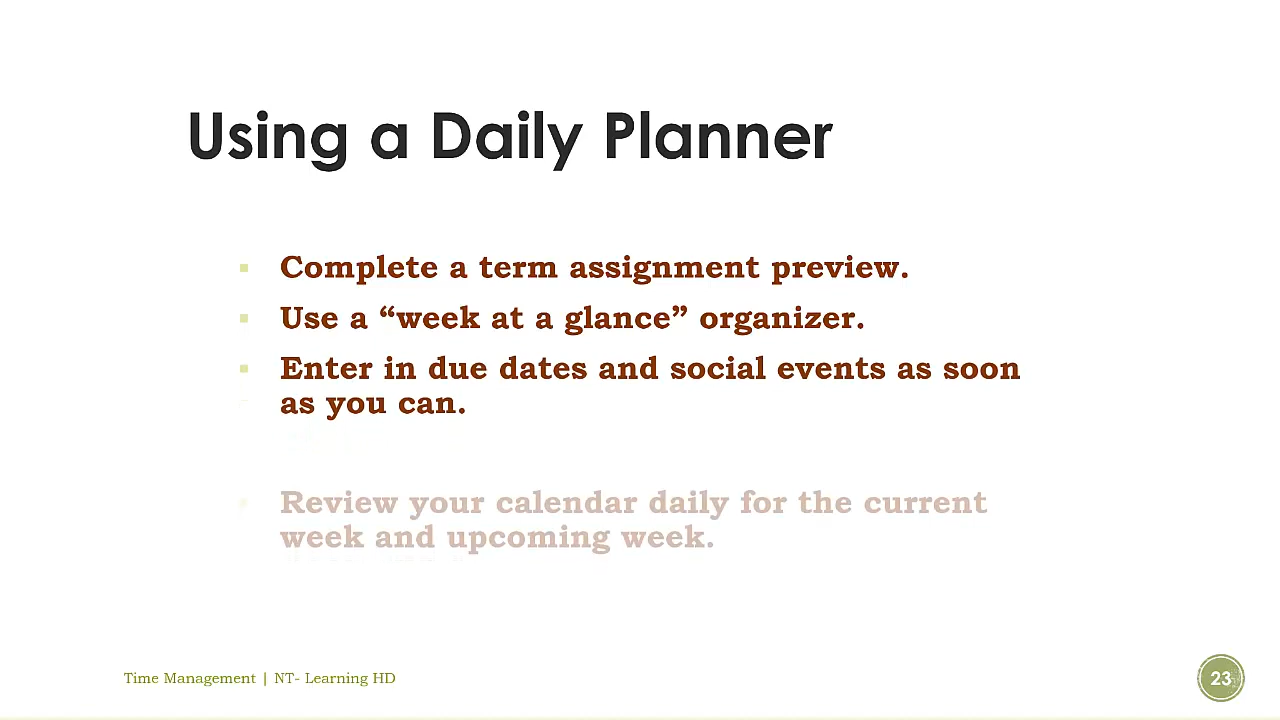 Using a Daily Planner
Complete a term assignment preview.
Use a “week at a glance” organizer.
Enter in due dates and social events as soon
as you can.
Review your calendar daily for the current
week and upcoming week.
Time Management | NT- Learning HD
23